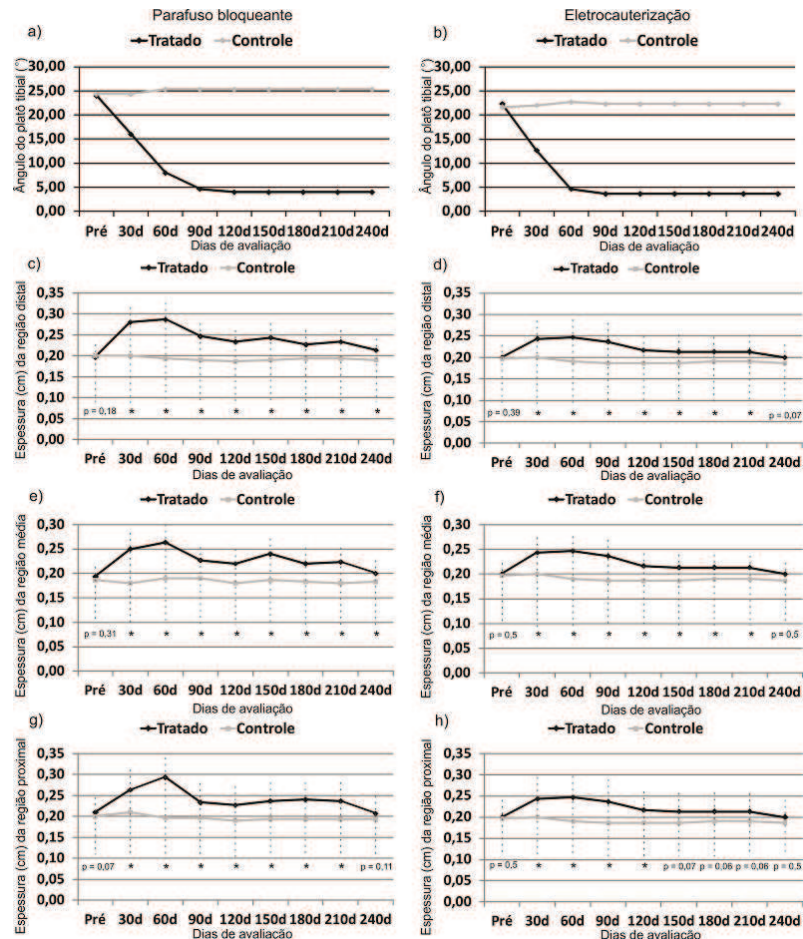 Parafuso bloqueante
Eletrocauterização
a)
Tratado Controle
Ângulo do platô tibial (°)
30,00
25,00
20,00
15,00
10,00
5,00
0,00
Pré 30d 60d 90d 120d 150d 180d 210d 240d
Dias de avaliação
b)
Tratado Controle
Ângulo do platô tibial (°)
30,00
25,00
20,00
15,00
10,00
5,00
0,00
Pré 30d 60d 90d 120d 150d 180d 210d 240d
Dias de avaliação
c)
Tratado Controle
Espessura (cm) da região distal
0,35
0,30
0,25
0,20
0,15
0,10
0,05
0,00
p = 0,18 * * * * * * * *
Pré 30d 60d 90d 120d 150d 180d 210d 240d
Dias de avaliação
d)
Tratado Controle
Espessura (cm) da região distal
0,35
0,30
0,25
0,20
0,15
0,10
0,05
0,00
p = 0,39 * * * * * * * p = 0,07
Pré 30d 60d 90d 120d 150d 180d 210d 240d
Dias de avaliação
e)
Tratado Controle
Espessura (cm) da região média
0,30
0,25
0,20
0,15
0,10
0,05
0,00
p = 0,31 * * * * * * * *
Pré 30d 60d 90d 120d 150d 180d 210d 240d
Dias de avaliação
f)
Tratado Controle
Espessura (cm) da região média
0,30
0,25
0,20
0,15
0,10
0,05
0,00
p = 0,5 * * * * * * * p = 0,5
Pré 30d 60d 90d 120d 150d 180d 210d 240d
Dias de avaliação
g)
Tratado Controle
Espessura (cm) da região proximal
0,35
0,30
0,25
0,20
0,15
0,10
0,05
0,00
p = 0,07 * * * * * * * p = 0,11
Pré 30d 60d 90d 120d 150d 180d 210d 240d
Dias de avaliação
h)
Tratado Controle
Espessura (cm) da região proximal
0,35
0,30
0,25
0,20
0,15
0,10
0,05
0,00
p = 0,5 * * * * p = 0,07 p = 0,06 p = 0,06 p = 0,5
Pré 30d 60d 90d 120d 150d 180d 210d 240d
Dias de avaliação